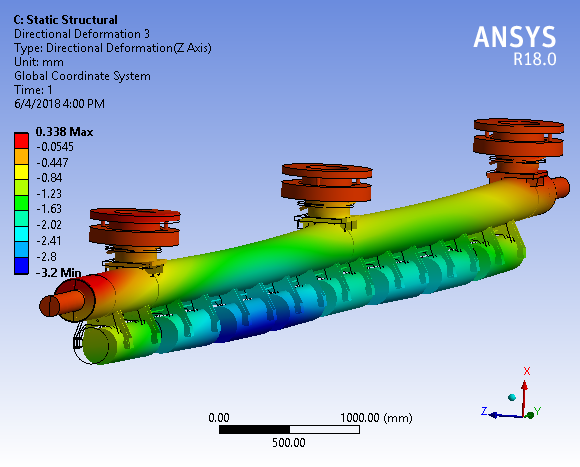 C: Static Structural
Directional Deformation 3
Type: Directional Deformation(Z Axis)
Unit: mm
Global Coordinate System
Time: 1
6/4/2018 4:00 PM
ANSYS
R18.0
0.338 Max
-0.0545
-0.447
-0.84
-1.23
-1.63
-2.02
-2.41
-2.8
-3.2 Min
0.00
1000.00 (mm)
500.00
X
Z
Y